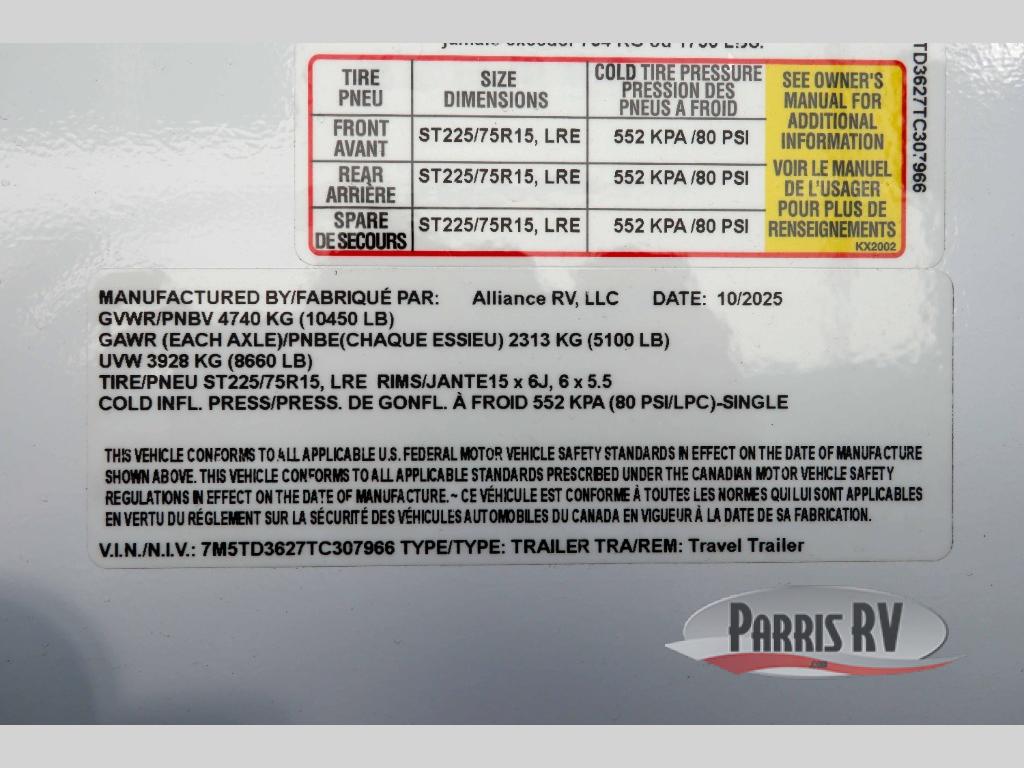 TIRE
PNEU
SIZE
DIMENSIONS
COLD TIRE PRESSURE
PRESSION DES
PNEUS A FROID
SEE OWNER'S
MANUAL FOR
ADDITIONAL
INFORMATION
VOIR LE MANUEL
DE L'USAGER
POUR PLUS DE
RENSEIGNEMENTS
KX2002
FRONT
AVANT
ST225/75R15, LRE
552 KPA /80 PSI
REAR
ARRIÈRE
ST225/75R15, LRE
552 KPA /80 PSI
SPARE
DE SECOURS
ST225/75R15, LRE
552 KPA /80 PSI
TD3627TC307966
MANUFACTURED BY/FABRIQUÉ PAR: Alliance RV, LLC DATE: 10/2025
GVWR/PNBV 4740 KG (10450 LB)
GAWR (EACH AXLE)/PNBE(CHAQUE ESSIEU) 2313 KG (5100 LB)
UVW 3928 KG (8660 LB)
TIRE/PNEU ST225/75R15, LRE RIMS/JANTE15 x 6J, 6 x 5.5
COLD INFL. PRESS/PRESS. DE GONFL. À FROID 552 KPA (80 PSI/LPC)-SINGLE
THIS VEHICLE CONFORMS TO ALL APPLICABLE U.S. FEDERAL MOTOR VEHICLE SAFETY STANDARDS IN EFFECT ON THE DATE OF MANUFACTURE
SHOWN ABOVE. THIS VEHICLE CONFORMS TO ALL APPLICABLE STANDARDS PRESCRIBED UNDER THE CANADIAN MOTOR VEHICLE SAFETY
REGULATIONS IN EFFECT ON THE DATE OF MANUFACTURE. ~ CE VÉHICULE EST CONFORME À TOUTES LES NORMES QUI LUI SONT APPLICABLES
EN VERTU DU RÉGLEMENT SUR LA SÉCURITÉ DES VÉHICULES AUTOMOBILES DU CANADA EN VIGUEUR À LA DATE DE SA FABRICATION.
V.I.N./N.I.V.: 7M5TD3627TC307966 TYPE/TYPE: TRAILER TRA/REM: Travel Trailer
PARRIS RV
.com